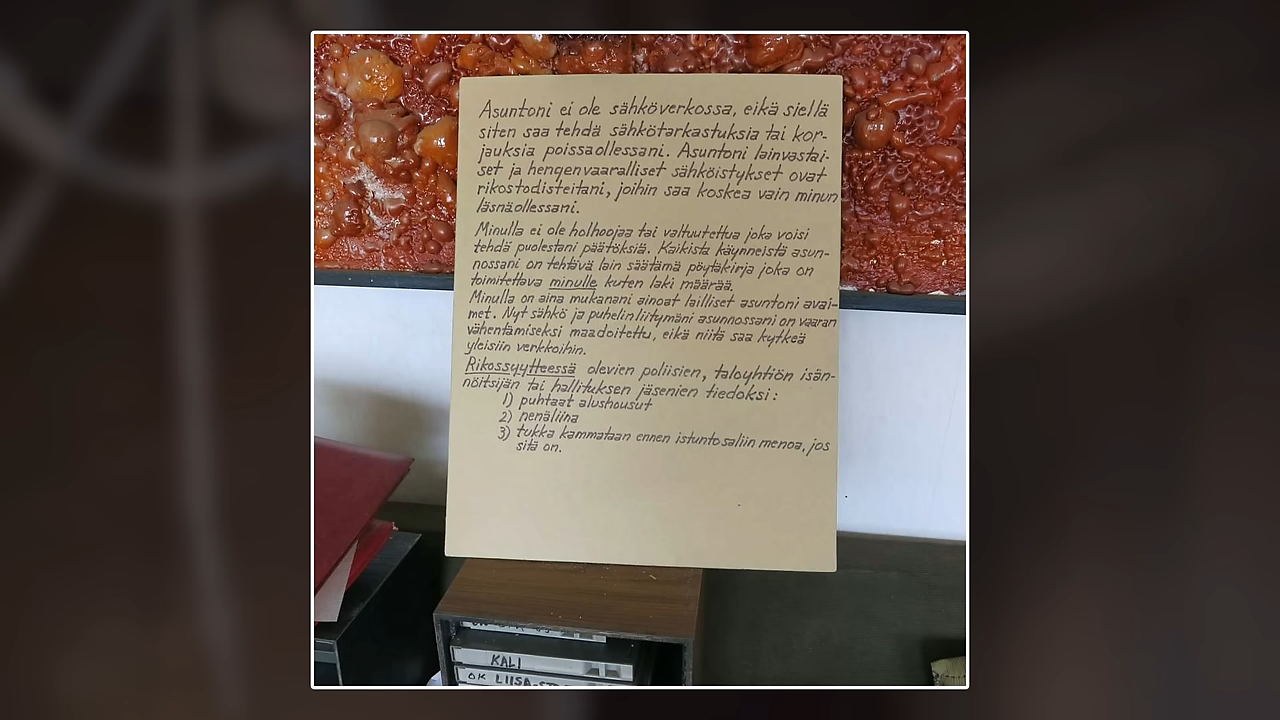 Asuntoni ei ole sähköverkossa, eikä siellä
siten saa tehdä sähkötarkastuksia tai kor-
jauksia poissaollessani. Asuntoni lainvastai-
set ja hengenvaaralliset sähköistykset ovat
rikostodisteitani, joihin saa koskea vain minun
läsnäollessani.
Minulla ei ole holhoojaa tai valtuutettua joka voisi
tehdä puolestani päätöksiä. Kaikista käynneistä asun-
nossani on tehtävä lain säätämä pöytäkirja joka on
toimitettava minulle kuten laki määrää.
Minulla on aina mukanani ainoat lailliset asuntoni avai-
met. Nyt sähkö ja puhelinliitymäni asunnossani on vaaran
vähentämiseksi maadoitettu, eikä niitä saa kytkeä
yleisiin verkkoihin.
Rikossyytteessä olevien poliisien, taloyhtiön isän-
nöitsijän tai hallituksen jäsenien tiedoksi:
1) puhtaat alushousut
2) nenäliina
3) tukka kammataan ennen istuntosaliin menoa, jos
sitä on.
KALI
OK LIISA